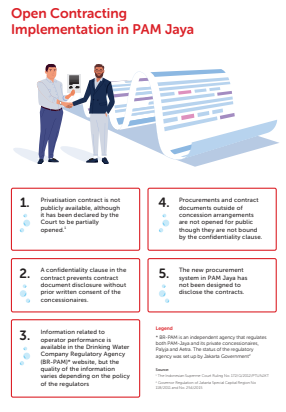 Open Contracting
Implementation in PAM Jaya
1.
Privatisation contract is not
publicly available, although
it has been declared by the
Court to be partially
opened.¹
2.
A confidentiality clause in the
contract prevents contract
document disclosure without
prior written consent of the
concessionaires.
3.
Information related to
operator performance is
available in the Drinking Water
Company Regulatory Agency
(BR-PAM)* website, but the
quality of the information
varies depending on the policy
of the regulators
4.
Procurements and contract
documents outside of
concession arrangements
are not opened for public
though they are not bound
by the confidentiality clause.
5.
The new procurement
system in PAM Jaya has
not been designed to
disclose the contracts.
Legend
* BR-PAM is an independent agency that regulates
both PAM-Jaya and its private concessionaires,
Palyja and Aetra. The status of the regulatory
agency was set up by Jakarta Government²
Source:
¹ The Indonesian Supreme Court Ruling No.
² Governor Regulation of Jakarta Special Capital Region No.